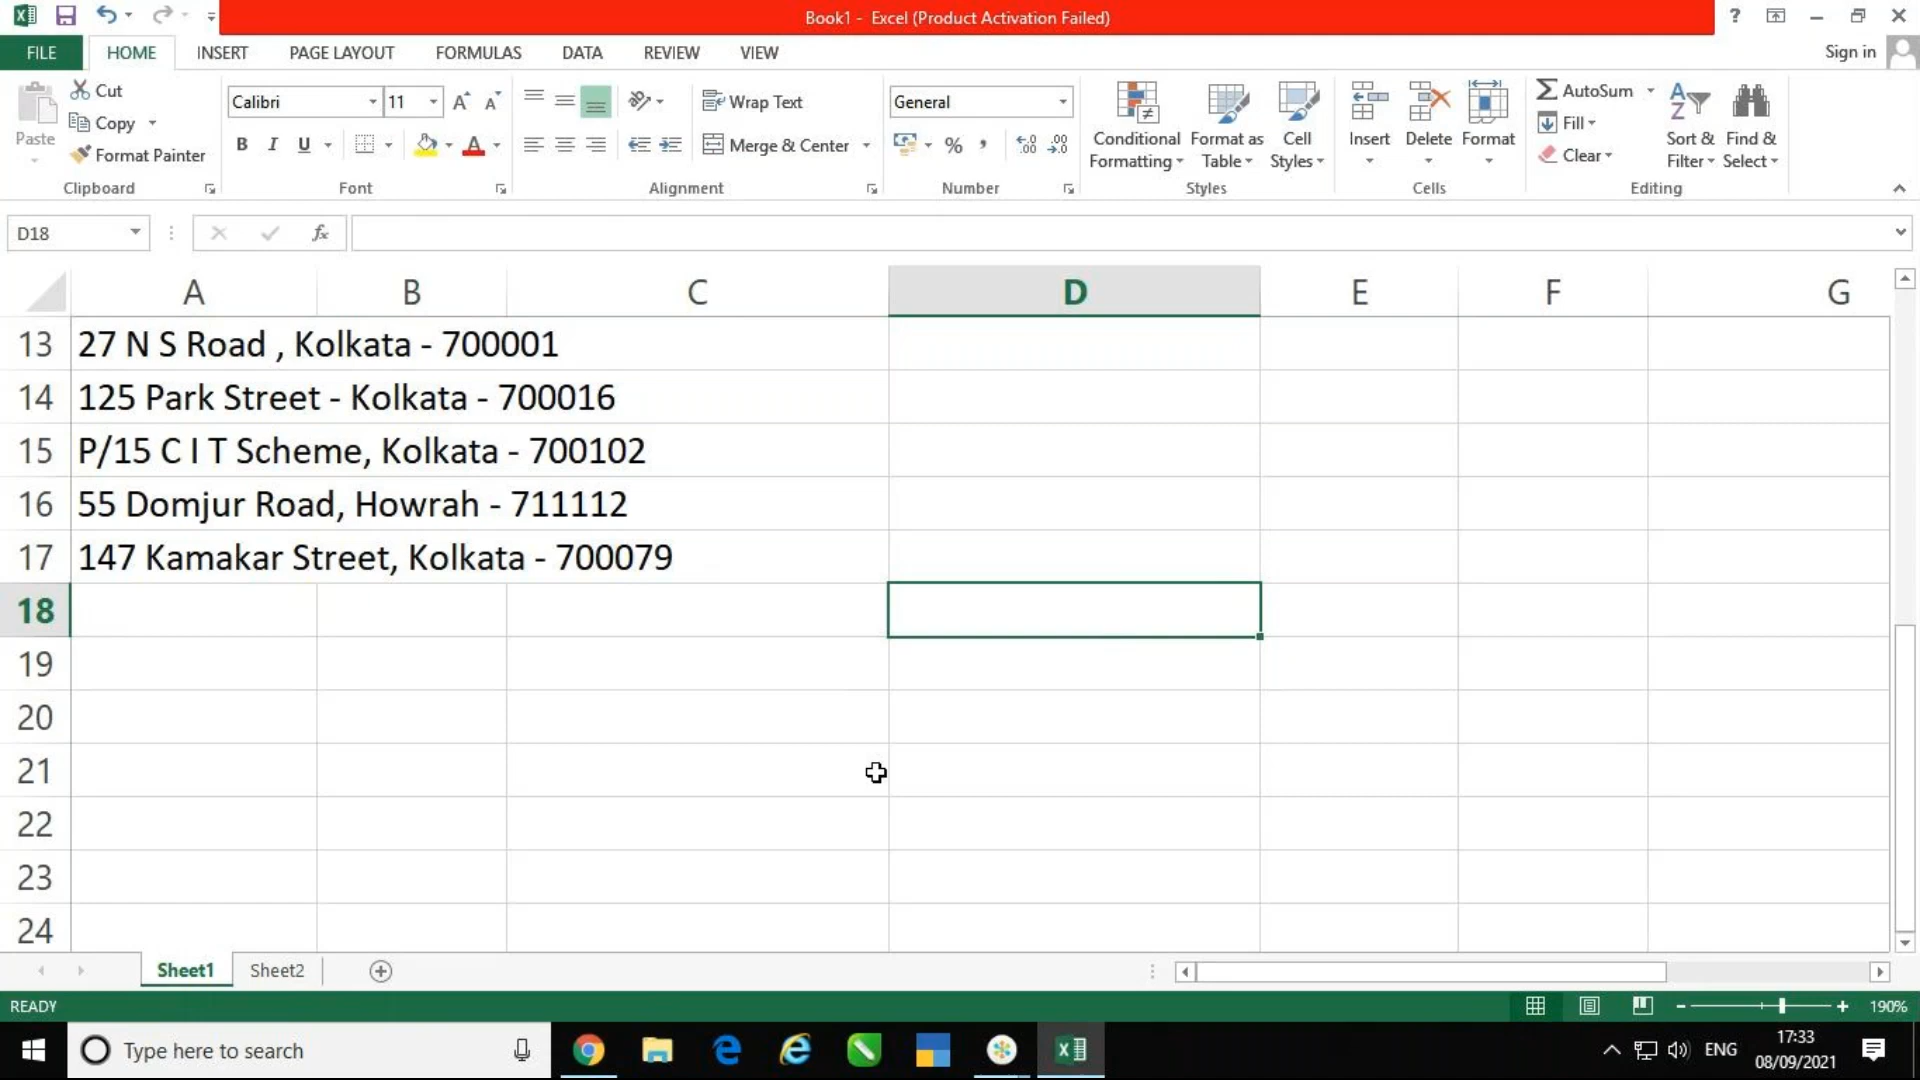 Book1 - Excel (Product Activation Failed)
?
FILE HOME INSERT PAGE LAYOUT FORMULAS DATA REVIEW VIEW Sign in
Paste Cut Copy Format Painter
Calibri 11 A A
B I U A
Wrap Text
Merge & Center
General
% ,
Conditional Formatting
Format as Table
Cell Styles
Insert Delete Format
AutoSum
Fill
Clear
Sort & Filter
Find & Select
Clipboard Font Alignment Number Styles Cells Editing
D18 fx
A B C D E F G
13 27 N S Road , Kolkata - 700001
14 125 Park Street - Kolkata - 700016
15 P/15 C I T Scheme, Kolkata - 700102
16 55 Domjur Road, Howrah - 711112
17 147 Kamakar Street, Kolkata - 700079
18
19
20
21
22
23
24
Sheet1 Sheet2
READY 190%
Type here to search ENG 17:33
08/09/2021